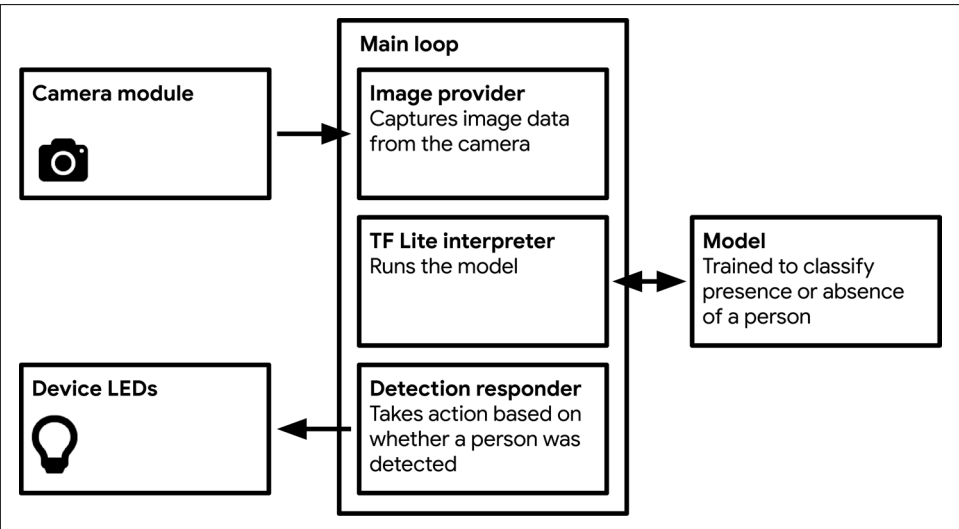 Main loop
Camera module
Image provider
Captures image data
from the camera
TF Lite interpreter
Runs the model
Model
Trained to classify
presence or absence
of a person
Device LEDs
Detection responder
Takes action based on
whether a person was
detected